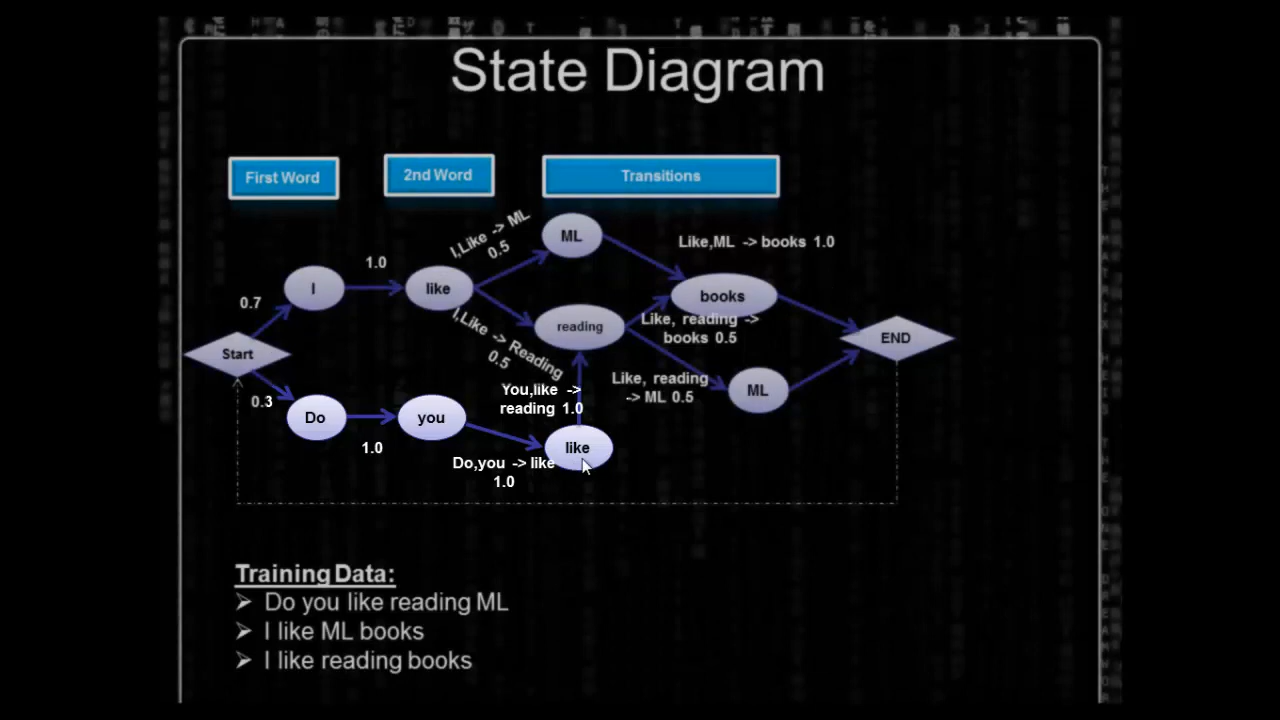 State Diagram
First Word
2nd Word
Transitions
I,Like -> ML
0.5
ML
Like,ML -> books 1.0
1.0
I
like
books
0.7
I,Like -> Reading
0.5
reading
Like, reading ->
books 0.5
Start
END
Like, reading
-> ML 0.5
ML
You,like ->
reading 1.0
0.3
Do
you
1.0
like
Do,you -> like
1.0
Training Data:
➢ Do you like reading ML
➢ I like ML books
➢ I like reading books